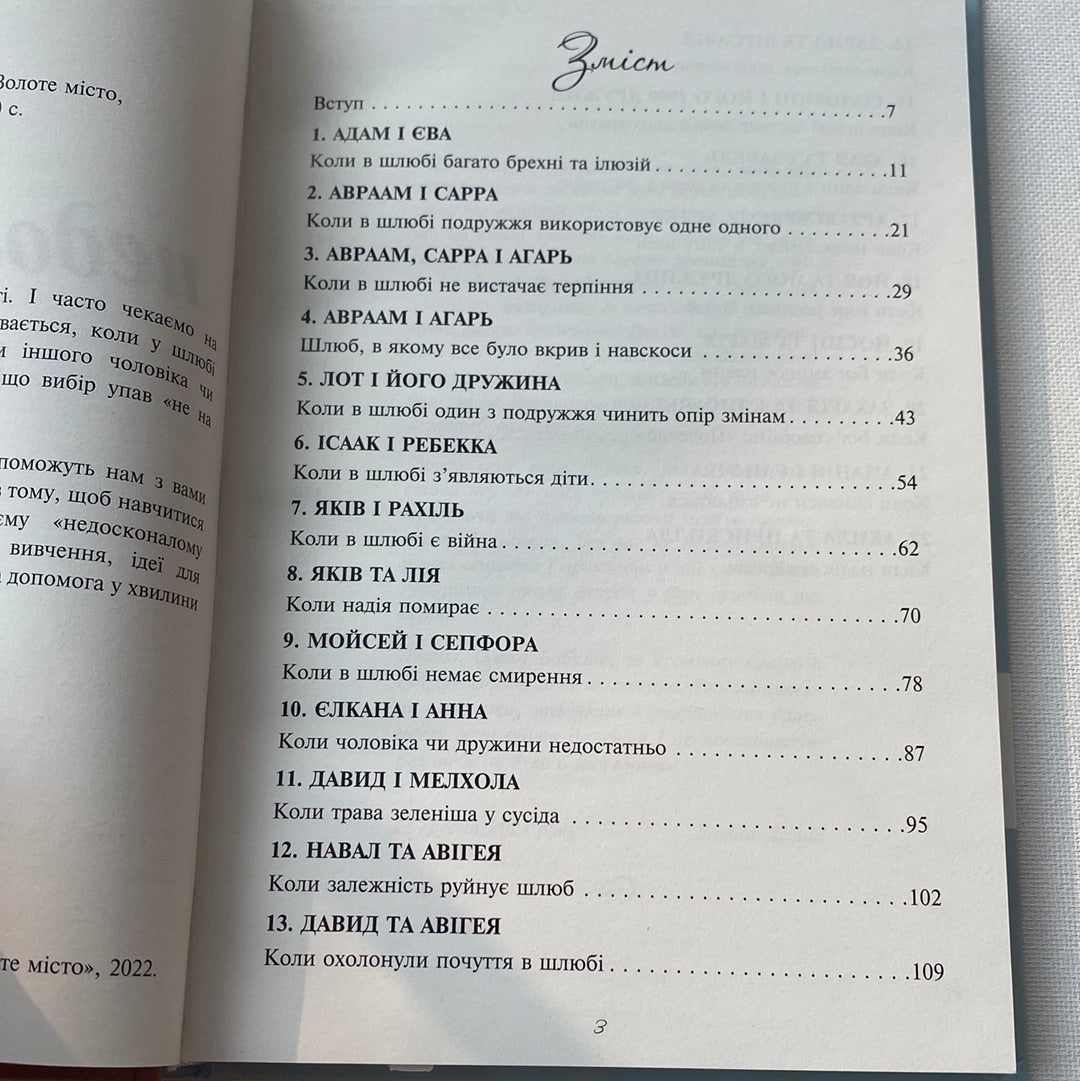 Золоте місто,
с.
І часто чекаємо на
коли у шлюбі
іншого чоловіка чи
що вибір упав «не на
поможуть нам з вами
тому, щоб навчитися
«недосконалому
вивчення, ідеї для
допомога у хвилини
те місто», 2022.
Зміст
Вступ . . . . . . . . . . . . . . . . . . . . . . . . . . . . . . 7
1. АДАМ І ЄВА
Коли в шлюбі багато брехні та ілюзій . . . . . . . . . . . . . . 11
2. АВРААМ І САРРА
Коли в шлюбі подружжя використовує одне одного . . . . . . . . . 21
3. АВРААМ, САРРА І АГАРЬ
Коли в шлюбі не вистачає терпіння . . . . . . . . . . . . . . . . 29
4. АВРААМ І АГАРЬ
Шлюб, в якому все було вкрив і навскоси . . . . . . . . . . . . . 36
5. ЛОТ І ЙОГО ДРУЖИНА
Коли в шлюбі один з подружжя чинить опір змінам . . . . . . . . 43
6. ІСААК І РЕБЕККА
Коли в шлюбі з’являються діти. . . . . . . . . . . . . . . . . . 54
7. ЯКІВ І РАХІЛЬ
Коли в шлюбі є війна . . . . . . . . . . . . . . . . . . . . . . 62
8. ЯКІВ ТА ЛІЯ
Коли надія помирає . . . . . . . . . . . . . . . . . . . . . . . 70
9. МОЙСЕЙ І СЕПФОРА
Коли в шлюбі немає смирення . . . . . . . . . . . . . . . . . . . 78
10. ЄЛКАНА І АННА
Коли чоловіка чи дружини недостатньо . . . . . . . . . . . . . . 87
11. ДАВИД І МЕЛХОЛА
Коли трава зеленіша у сусіда . . . . . . . . . . . . . . . . . . 95
12. НАВАЛ ТА АВІГЕЯ
Коли залежність руйнує шлюб . . . . . . . . . . . . . . . . . . . 102
13. ДАВИД ТА АВІГЕЯ
Коли охолонули почуття в шлюбі . . . . . . . . . . . . . . . . . 109
3